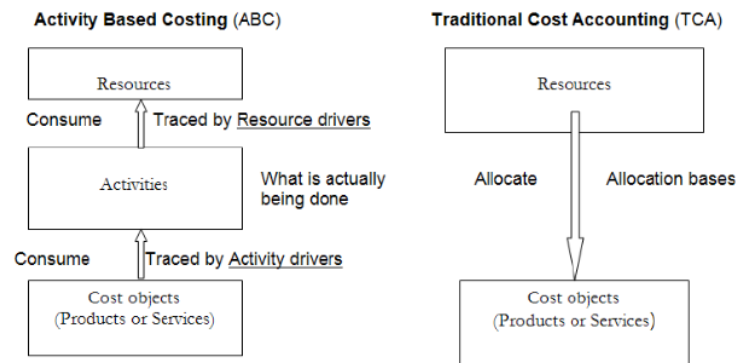 Activity Based Costing (ABC)
Resources
Consume
Traced by Resource drivers
Activities
What is actually
being done
Consume
Traced by Activity drivers
Cost objects
(Products or Services)
Traditional Cost Accounting (TCA)
Resources
Allocate
Allocation bases
Cost objects
(Products or Services)